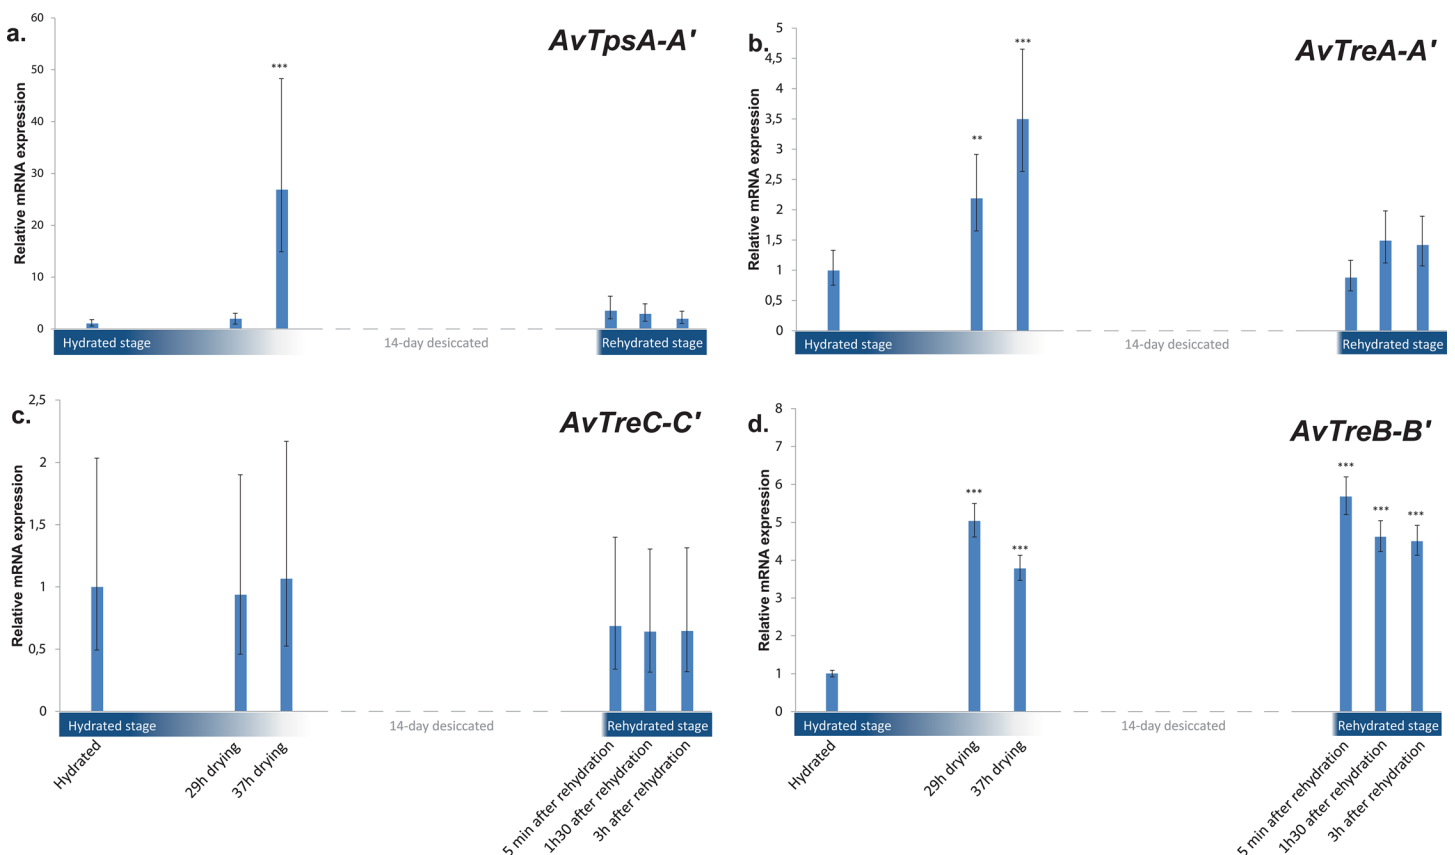 a.
AvTpsA-A'
Relative mRNA expression
60
50
40
30
20
10
0
***
Hydrated stage
14-day desiccated
Rehydrated stage
b.
AvTreA-A'
Relative mRNA expression
5
4,5
4
3,5
3
2,5
2
1,5
1
0,5
0
**
***
Hydrated stage
14-day desiccated
Rehydrated stage
c.
AvTreC-C'
Relative mRNA expression
2,5
2
1,5
1
0,5
0
Hydrated stage
14-day desiccated
Rehydrated stage
Hydrated
29h drying
37h drying
5 min after rehydration
1h30 after rehydration
3h after rehydration
d.
AvTreB-B'
Relative mRNA expression
8
7
6
5
4
3
2
1
0
***
***
***
***
***
Hydrated stage
14-day desiccated
Rehydrated stage
Hydrated
29h drying
37h drying
5 min after rehydration
1h30 after rehydration
3h after rehydration